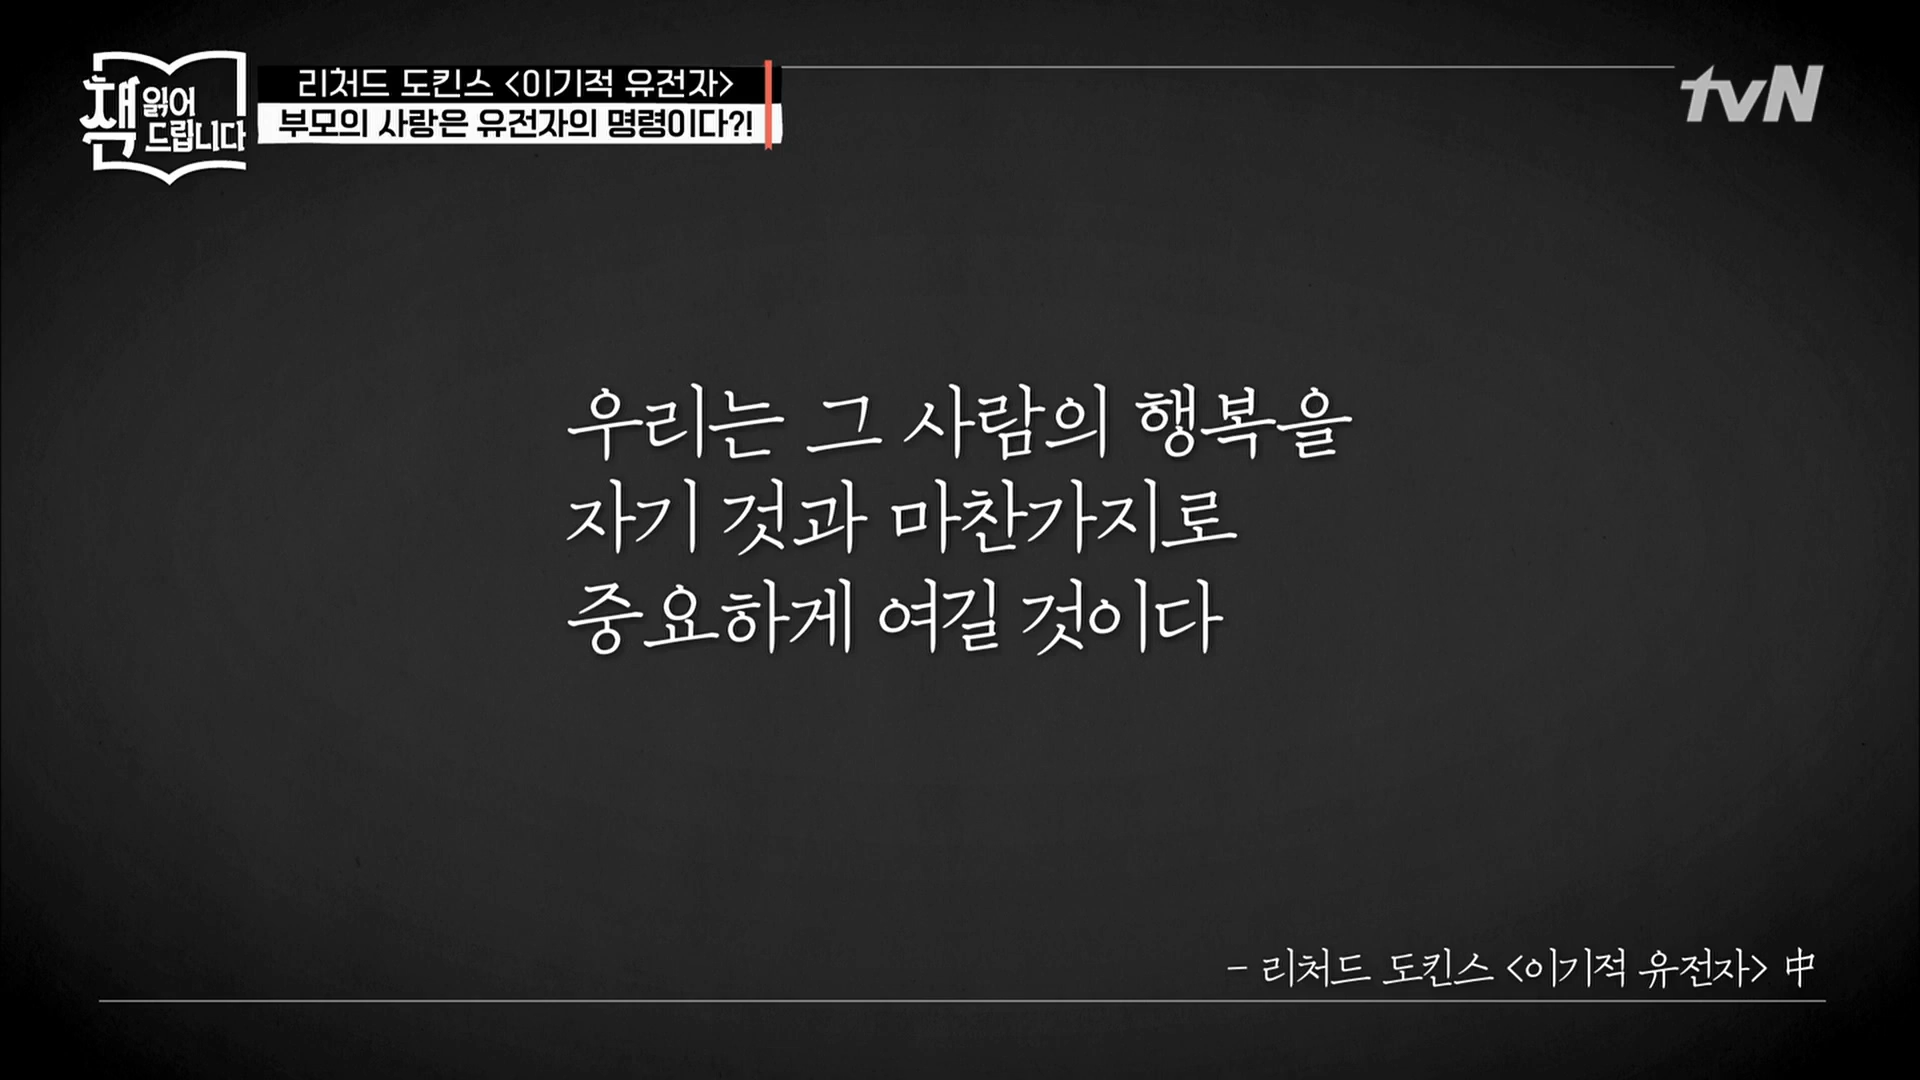 책 읽어
드립니다
리처드 도킨스 <이기적 유전자>
부모의 사랑은 유전자의 명령이다?!
tvN
우리는 그 사람의 행복을
자기 것과 마찬가지로
중요하게 여길 것이다
- 리처드 도킨스 <이기적 유전자> 中